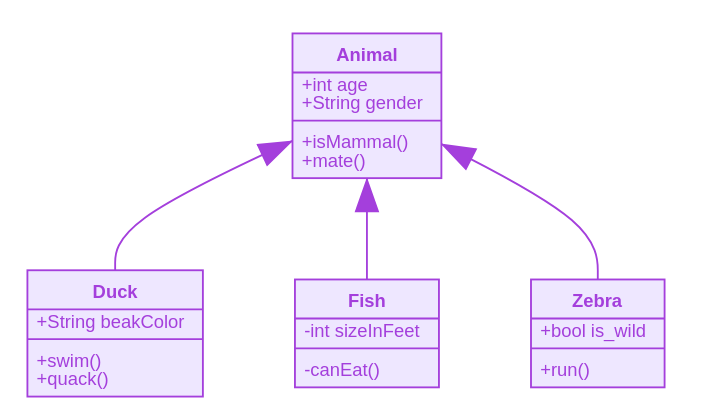 Animal
+int age
+String gender
+isMammal()
+mate()
Duck
+String beakColor
+swim()
+quack()
Fish
-int sizeInFeet
-canEat()
Zebra
+bool is_wild
+run()